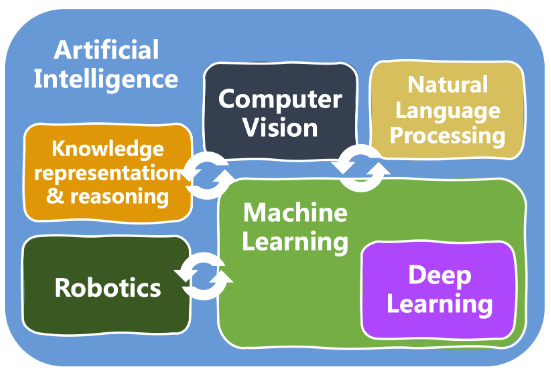 Artificial
Intelligence
Computer
Vision
Natural
Language
Processing
Knowledge
representation
& reasoning
Machine
Learning
Robotics
Deep
Learning